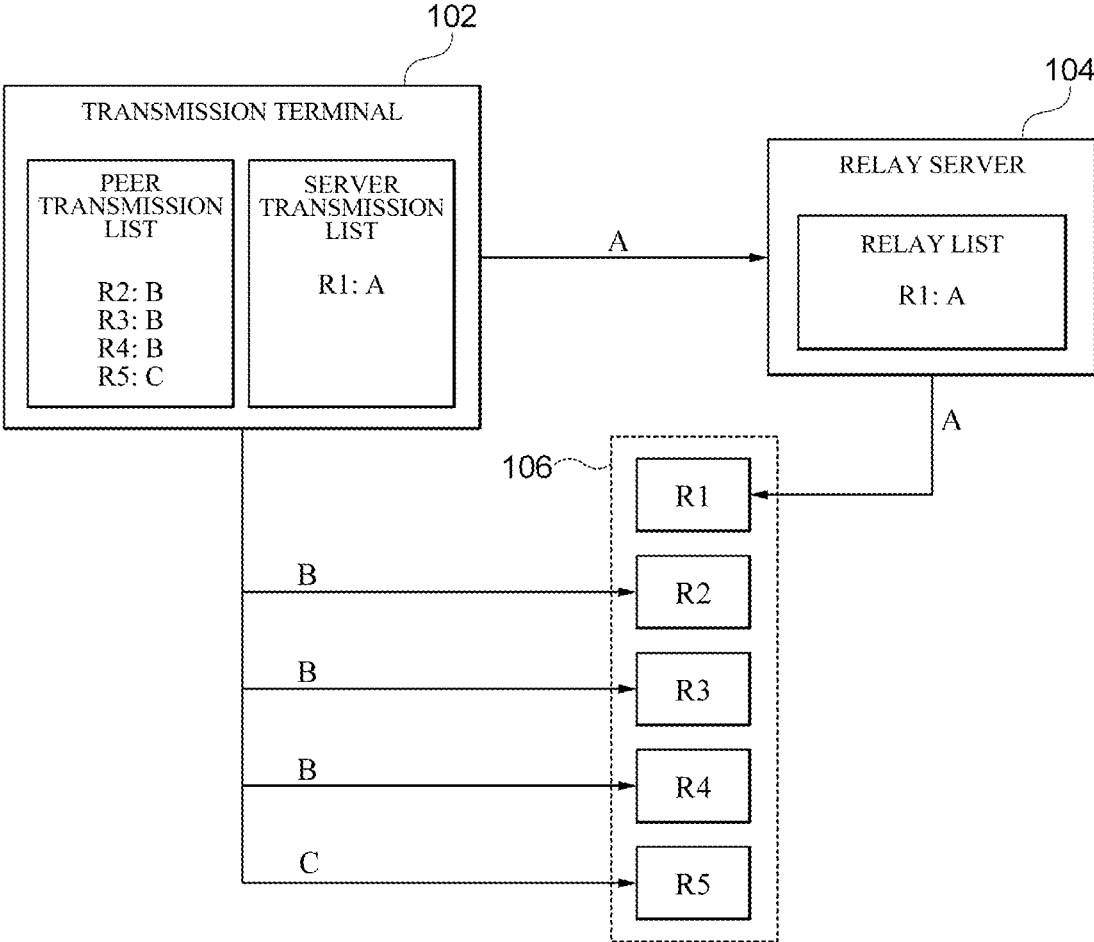 102
TRANSMISSION TERMINAL
PEER
TRANSMISSION
LIST
R2: B
R3: B
R4: B
R5: C
SERVER
TRANSMISSION
LIST
R1: A
A
104
RELAY SERVER
RELAY LIST
R1: A
A
106
R1
B
R2
B
R3
B
R4
C
R5